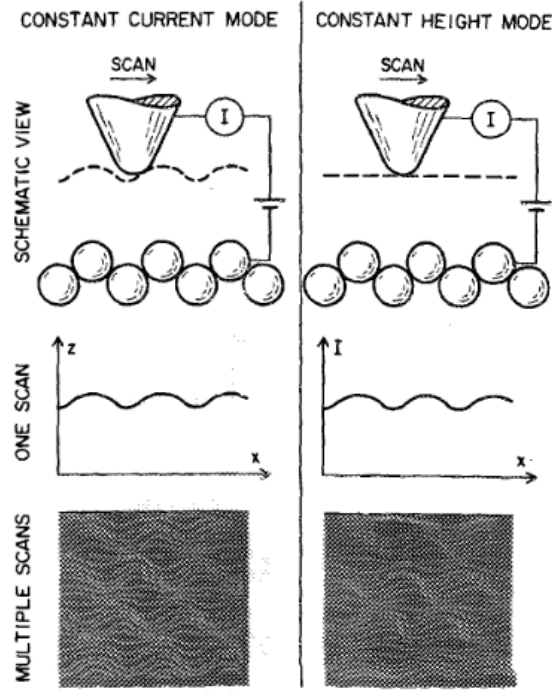 CONSTANT CURRENT MODE
CONSTANT HEIGHT MODE
SCHEMATIC VIEW
SCAN
I
SCAN
I
ONE SCAN
z
x
I
x
MULTIPLE SCANS